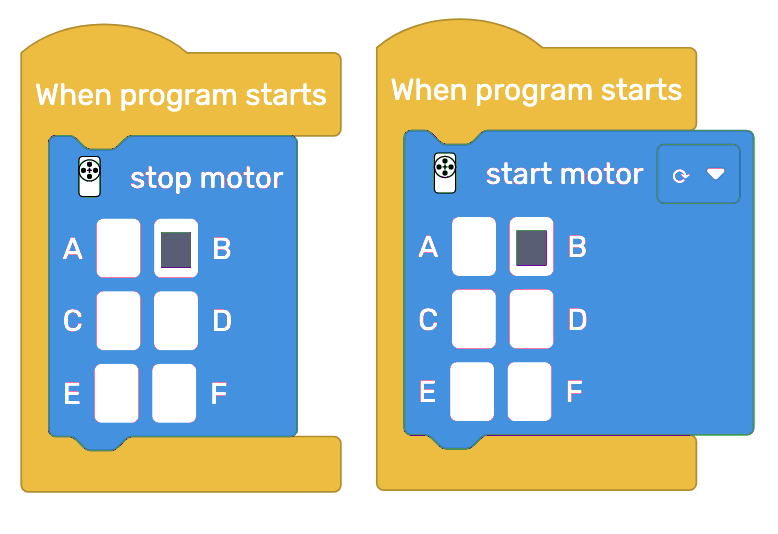 When program starts
stop motor
A B
C D
E F
When program starts
start motor
A B
C D
E F